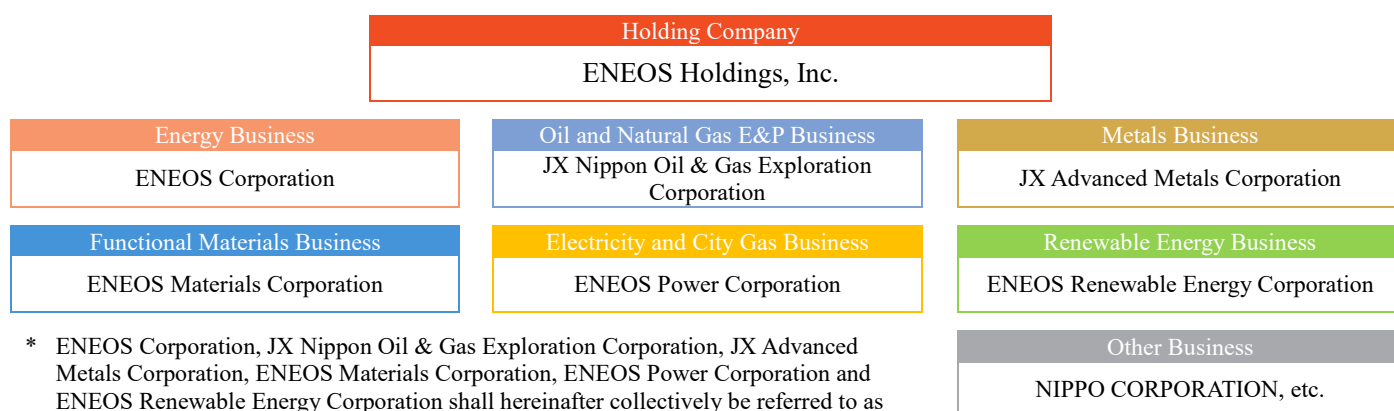 Holding Company
ENEOS Holdings, Inc.
Energy Business
ENEOS Corporation
Oil and Natural Gas E&P Business
JX Nippon Oil & Gas Exploration
Corporation
Metals Business
JX Advanced Metals Corporation
Functional Materials Business
ENEOS Materials Corporation
Electricity and City Gas Business
ENEOS Power Corporation
Renewable Energy Business
ENEOS Renewable Energy Corporation
* ENEOS Corporation, JX Nippon Oil & Gas Exploration Corporation, JX Advanced
Metals Corporation, ENEOS Materials Corporation, ENEOS Power Corporation and
ENEOS Renewable Energy Corporation shall hereinafter collectively be referred to as
Other Business
NIPPO CORPORATION, etc.